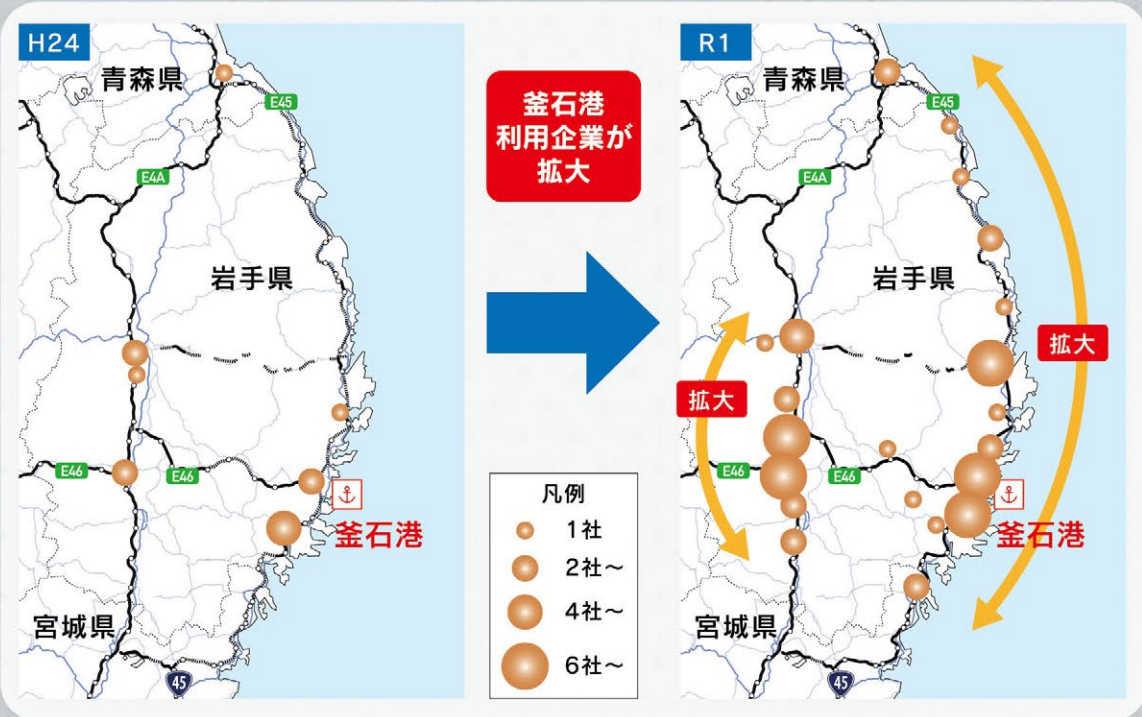 H24
青森県
E45
E4A
岩手県
E46
E46
釜石港
宮城県
45
釜石港
利用企業が
拡大
凡例
1社
2社~
4社~
6社~
R1
青森県
E45
E4A
岩手県
拡大
拡大
E46
E46
釜石港
宮城県
45